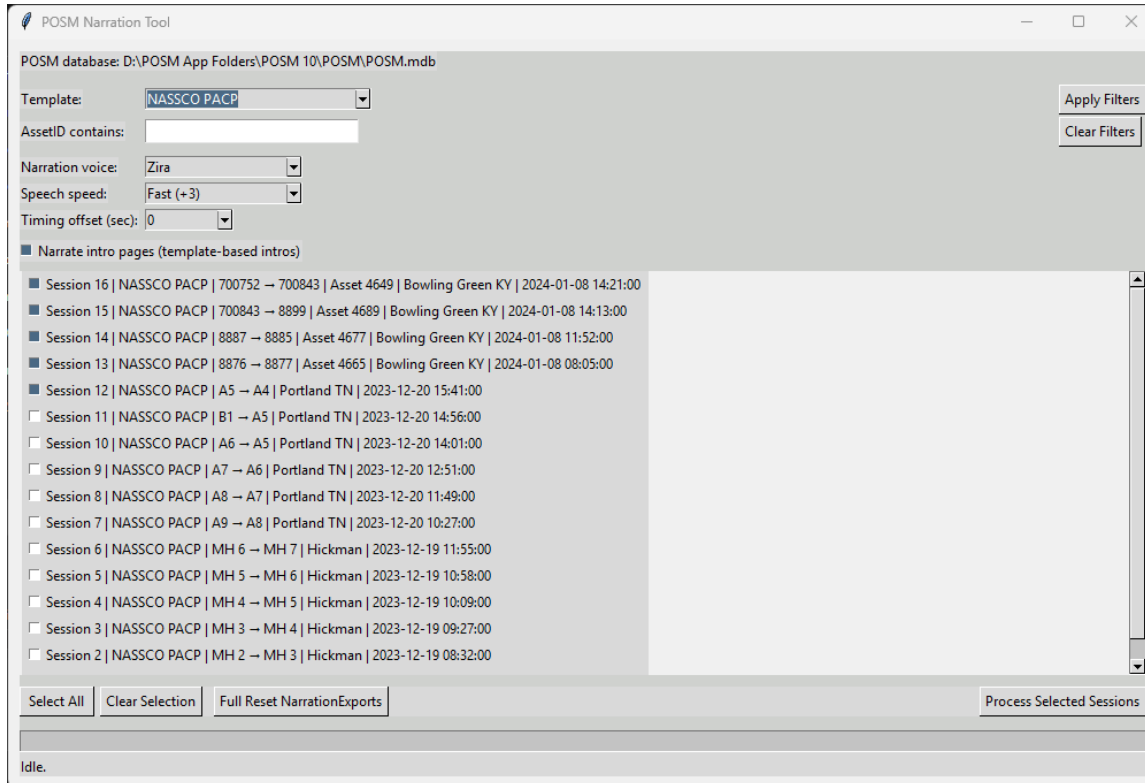 POSM Narration Tool
POSM database: D:\POSM App Folders\POSM 10\POSM\POSM.mdb
Template: NASSCO PACP
Apply Filters
AssetID contains:
Clear Filters
Narration voice: Zira
Speech speed: Fast (+3)
Timing offset (sec): 0
Narrate intro pages (template-based intros)
Session 16 | NASSCO PACP | 700752 → 700843 | Asset 4649 | Bowling Green KY | 2024-01-08 14:21:00
Session 15 | NASSCO PACP | 700843 → 8899 | Asset 4689 | Bowling Green KY | 2024-01-08 14:13:00
Session 14 | NASSCO PACP | 8887 → 8885 | Asset 4677 | Bowling Green KY | 2024-01-08 11:52:00
Session 13 | NASSCO PACP | 8876 → 8877 | Asset 4665 | Bowling Green KY | 2024-01-08 08:05:00
Session 12 | NASSCO PACP | A5 → A4 | Portland TN | 2023-12-20 15:41:00
Session 11 | NASSCO PACP | B1 → A5 | Portland TN | 2023-12-20 14:56:00
Session 10 | NASSCO PACP | A6 → A5 | Portland TN | 2023-12-20 14:01:00
Session 9 | NASSCO PACP | A7 → A6 | Portland TN | 2023-12-20 12:51:00
Session 8 | NASSCO PACP | A8 → A7 | Portland TN | 2023-12-20 11:49:00
Session 7 | NASSCO PACP | A9 → A8 | Portland TN | 2023-12-20 10:27:00
Session 6 | NASSCO PACP | MH 6 → MH 7 | Hickman | 2023-12-19 11:55:00
Session 5 | NASSCO PACP | MH 5 → MH 6 | Hickman | 2023-12-19 10:58:00
Session 4 | NASSCO PACP | MH 4 → MH 5 | Hickman | 2023-12-19 10:09:00
Session 3 | NASSCO PACP | MH 3 → MH 4 | Hickman | 2023-12-19 09:27:00
Session 2 | NASSCO PACP | MH 2 → MH 3 | Hickman | 2023-12-19 08:32:00
Select All Clear Selection Full Reset NarrationExports Process Selected Sessions
Idle.